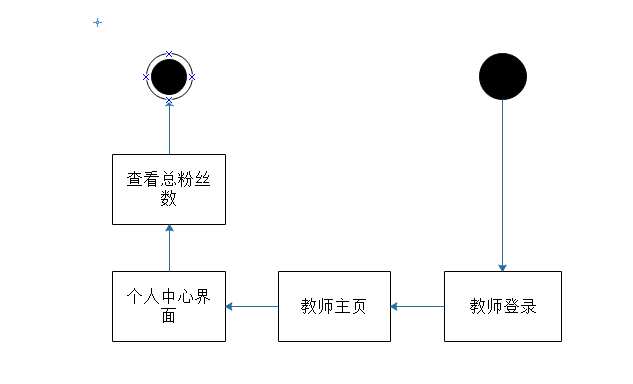 查看总粉丝
数
个人中心界
面
教师主页
教师登录